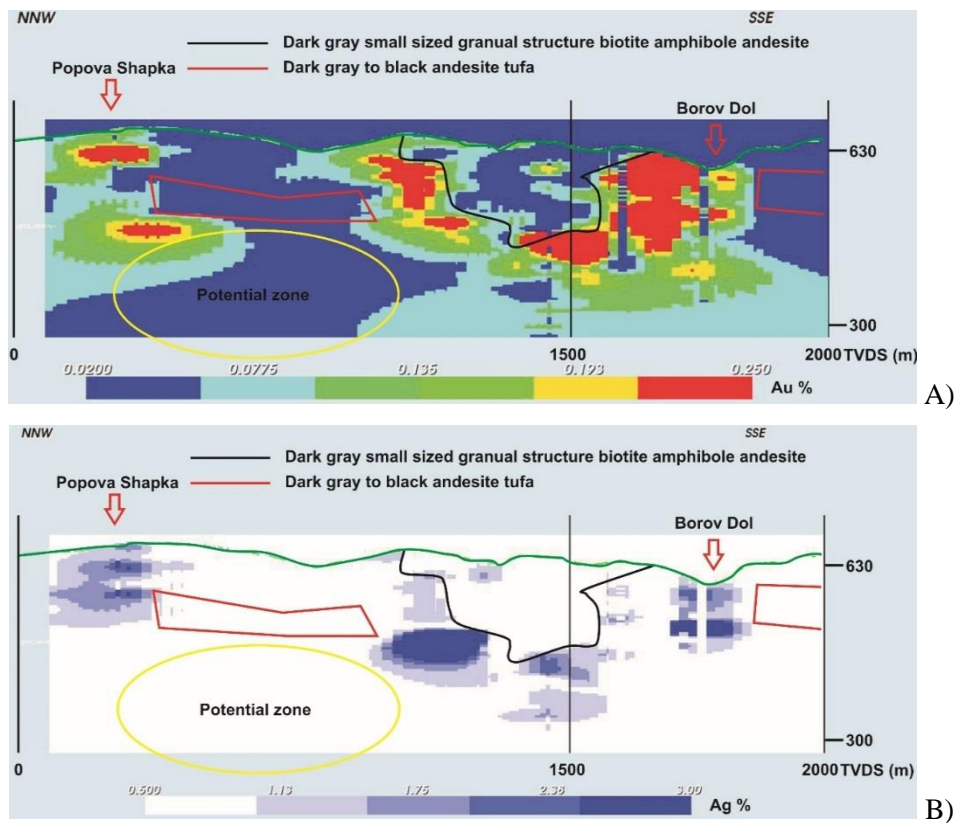 NNW
SSE
Dark gray small sized granual structure biotite amphibole andesite
Dark gray to black andesite tufa
Popova Shapka
Borov Dol
630
Potential zone
300
0
1500
2000 TVDS (m)
0.0200
0.0775
0.135
0.193
0.250
Au %
A)
NNW
SSE
Dark gray small sized granual structure biotite amphibole andesite
Dark gray to black andesite tufa
Popova Shapka
Borov Dol
630
Potential zone
300
0
1500
2000 TVDS (m)
0.500
1.13
1.75
2.38
3.00
Ag %
B)